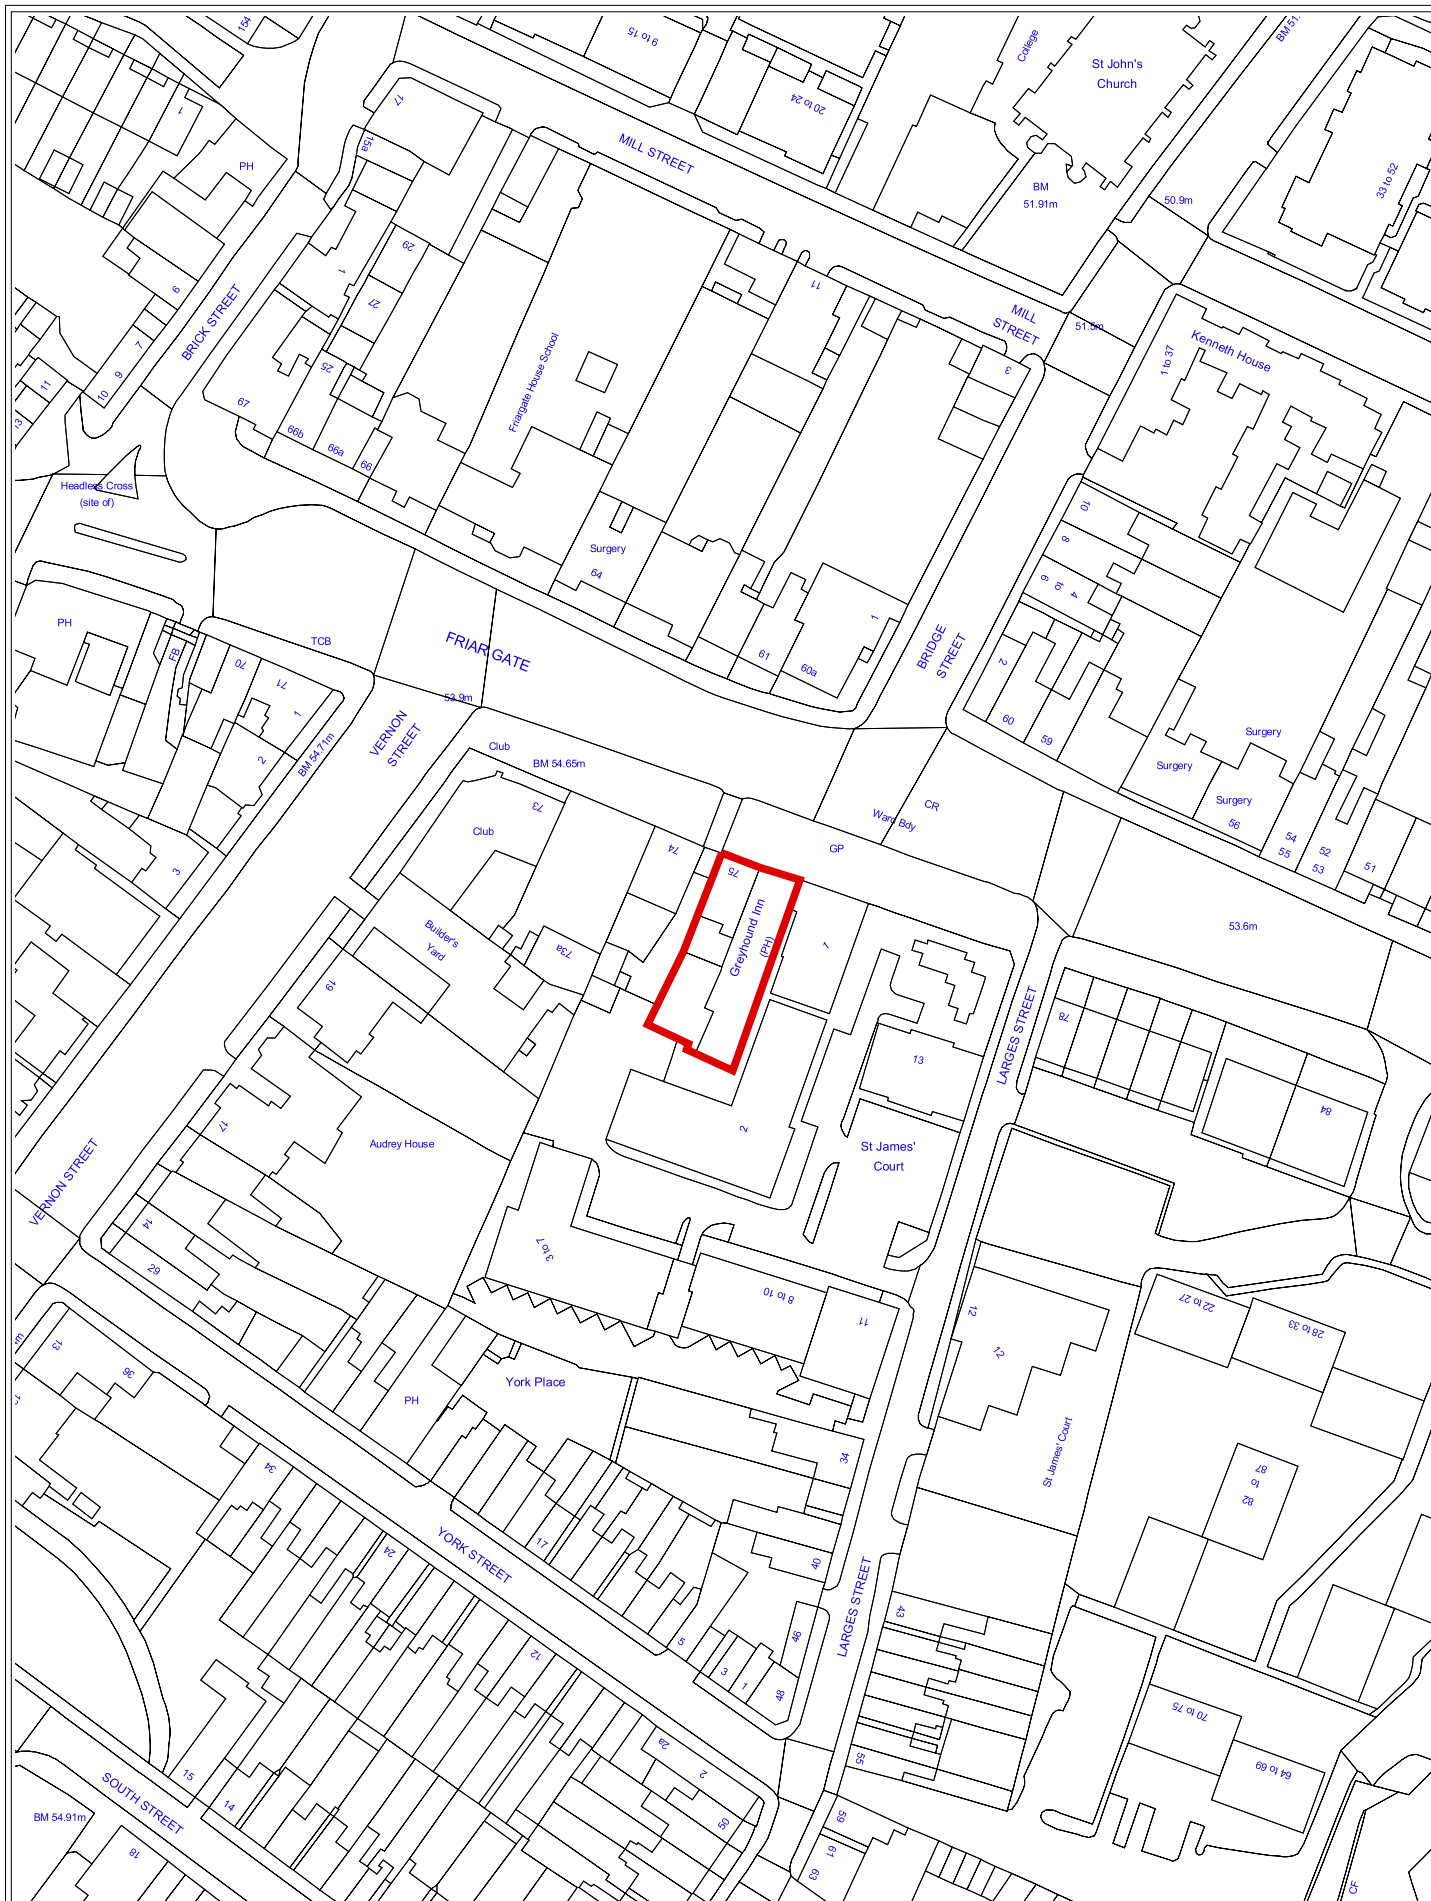 154
9 to 15
20 to 24
College
St John's
Church
BM 51.
1
PH
17
15a
MILL STREET
BM
51.91m
50.9m
33 to 52
29
1
27
25
9
7
9
10
11
13
BRICK STREET
67
66b
66a
66
Friargate House School
11
MILL
STREET
51.5m
3
Kenneth House
1 to 37
Headless Cross
(site of)
Surgery
64
10
8
6
to
4
2
60
59
61
60a
1
BRIDGE
STREET
PH
FB
70
71
1
2
3
TCB
FRIAR GATE
53.9m
VERNON
STREET
BM 54.71m
Club
BM 54.65m
73
Club
74
75
Greyhound Inn
(PH)
73a
Builder's
Yard
19
GP
CR
Ward Bdy
Surgery
Surgery
Surgery
56
54
55
52
53
51
53.6m
1
13
LARGES STREET
78
84
17
Audrey House
2
St James'
Court
VERNON STREET
14
29
3 to 7
8 to 10
11
12
12
22 to 27
28 to 33
13
36
PH
York Place
34
34
St James' Court
87
to
82
YORK STREET
17
24
40
LARGES STREET
43
46
5
3
1
48
12
2a
2
50
55
70 to 75
64 to 69
15
14
SOUTH STREET
BM 54.91m
18
59
61
63
CF